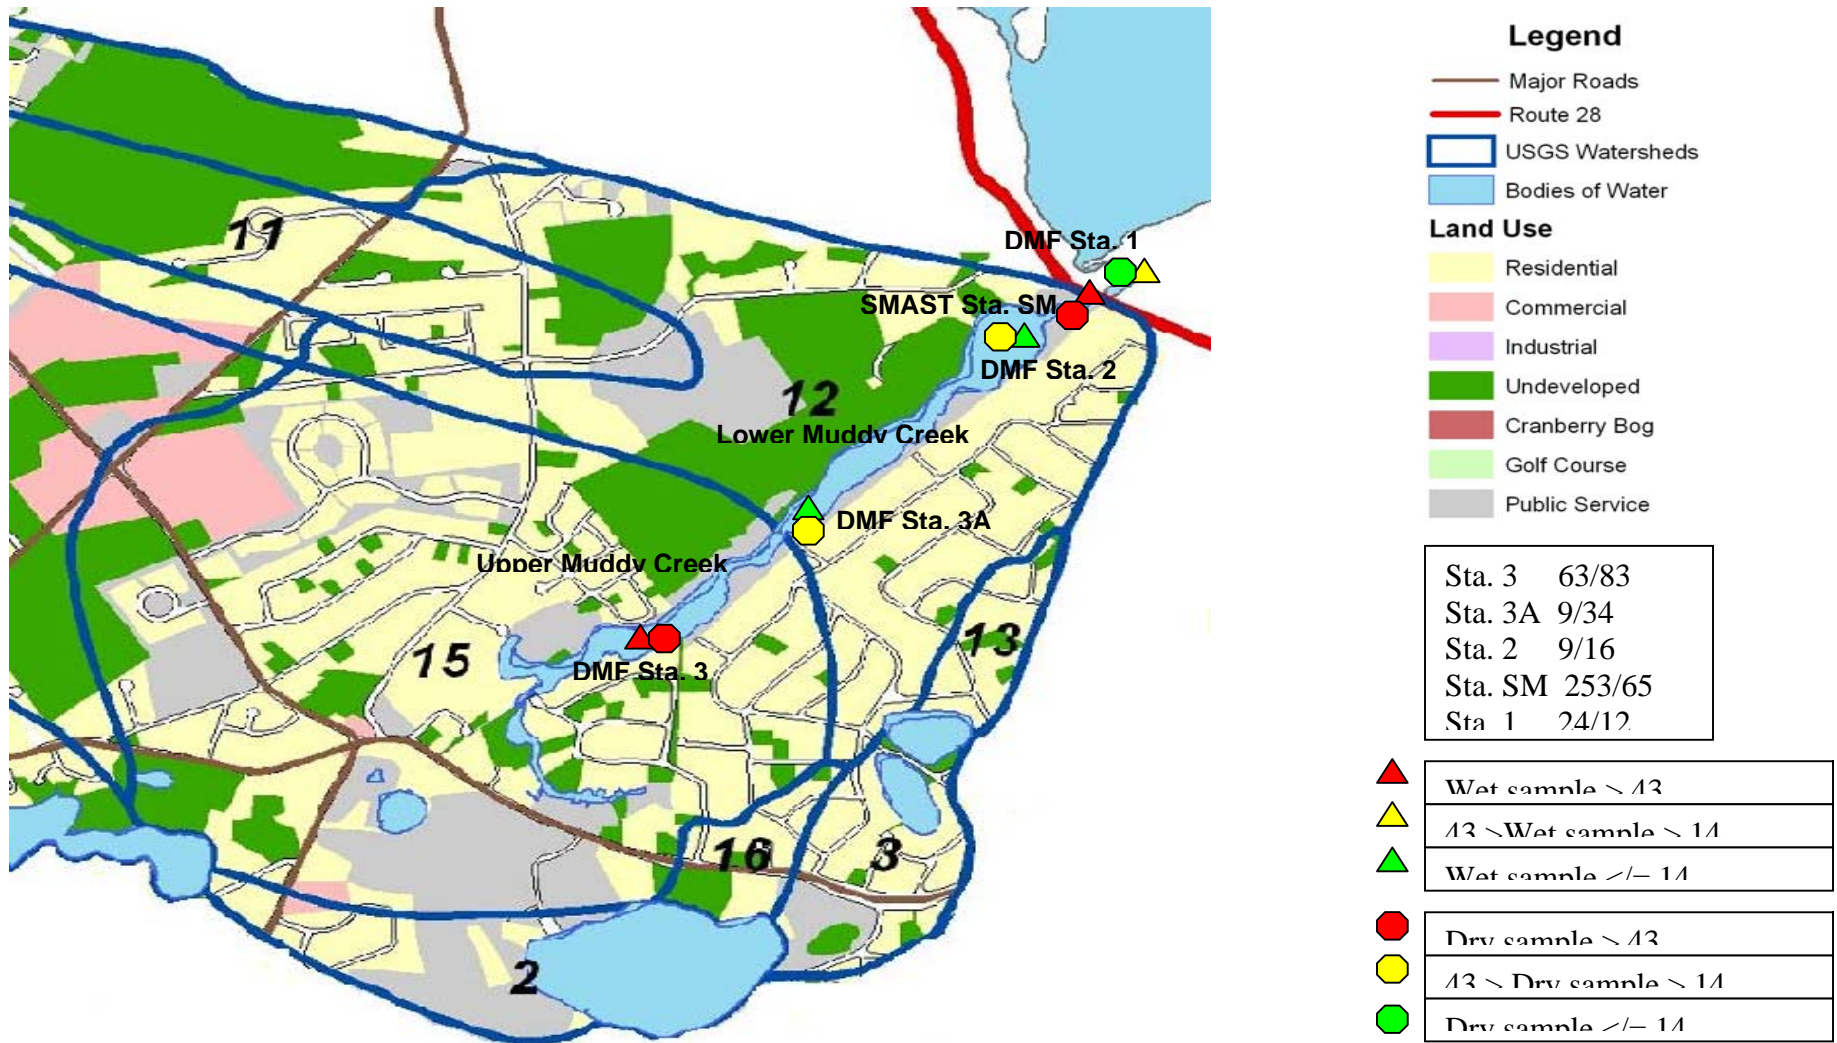 Legend
Major Roads
Route 28
USGS Watersheds
Bodies of Water
Land Use
Residential
Commercial
Industrial
Undeveloped
Cranberry Bog
Golf Course
Public Service
Sta. 3 63/83
Sta. 3A 9/34
Sta. 2 9/16
Sta. SM 253/65
Sta. 1 24/12
Wet sample > 43
43 >Wet sample > 14
Wet sample </= 14
Dry sample > 43
43 > Dry sample > 14
Dry sample </= 14
11
DMF Sta. 1
SMAST Sta. SM
DMF Sta. 2
12
Lower Muddy Creek
DMF Sta. 3A
Upper Muddy Creek
13
15
DMF Sta. 3
16
3
2